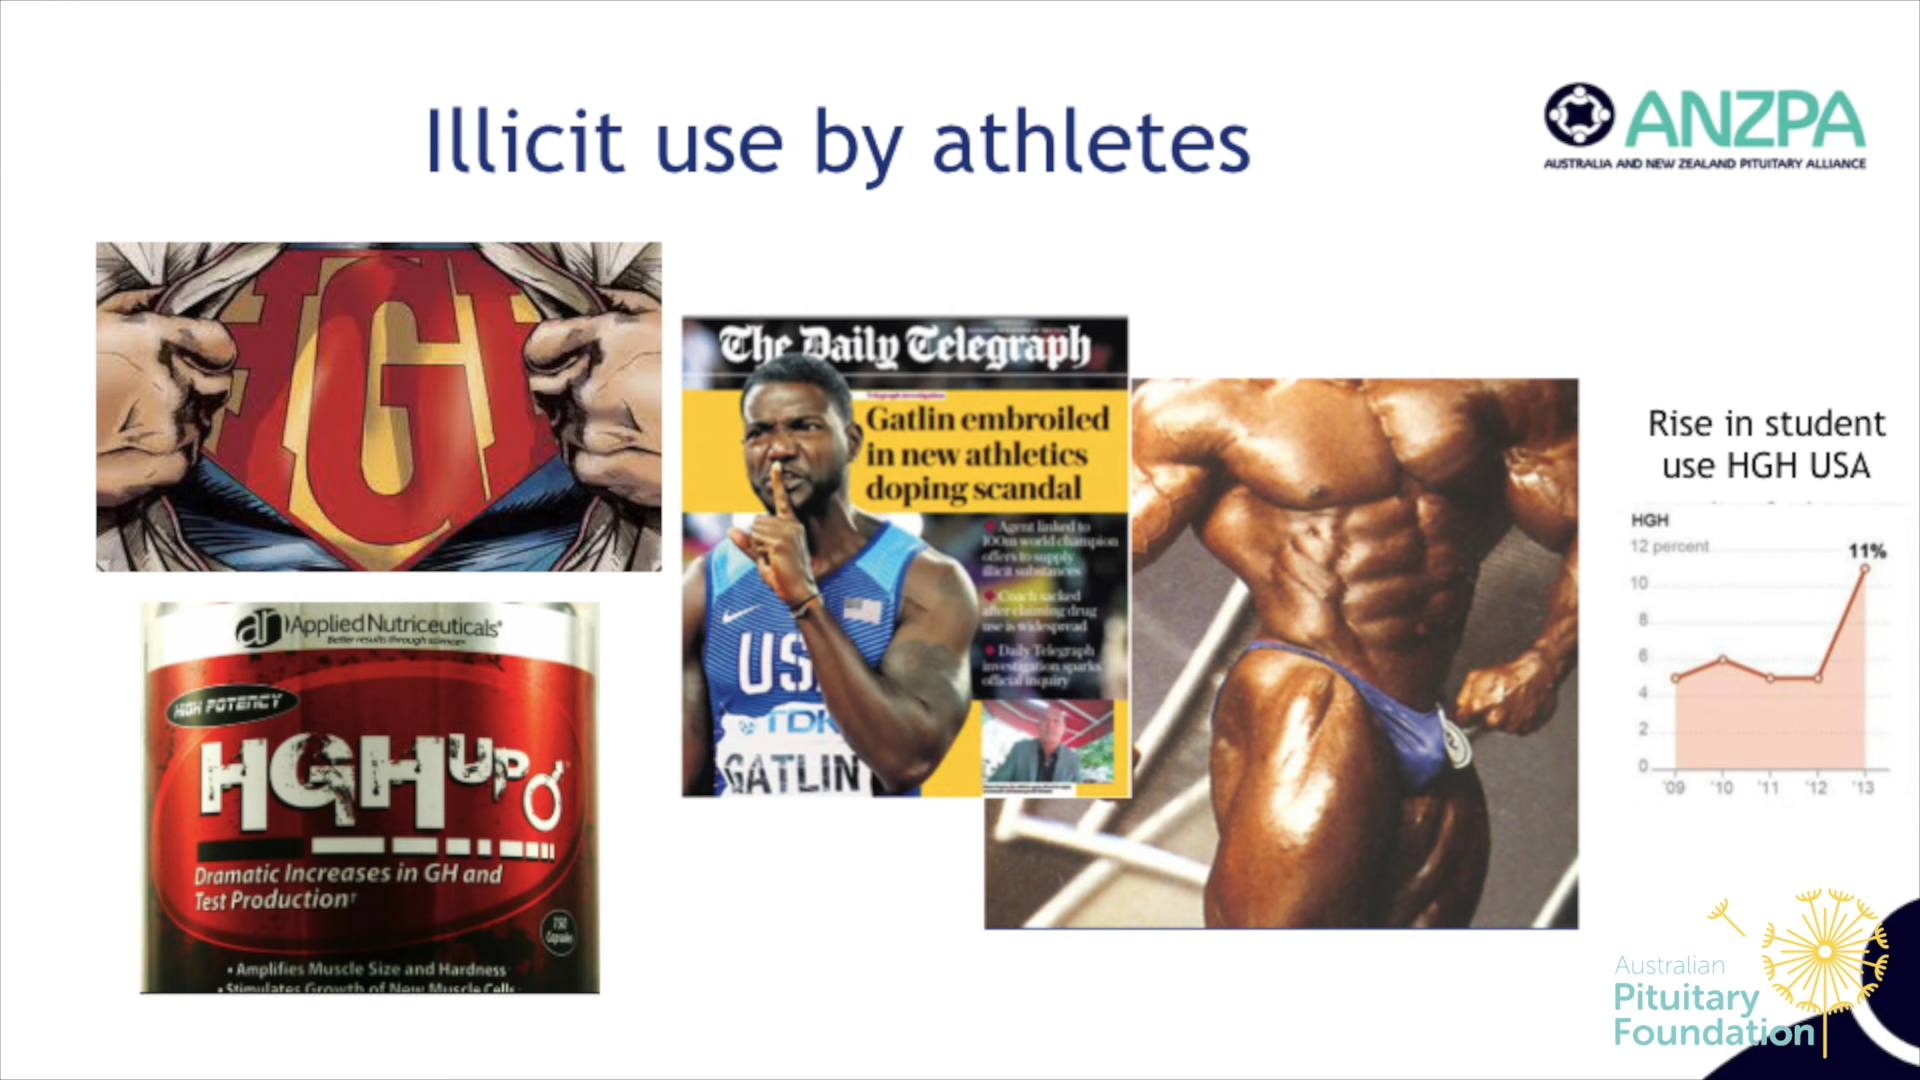 Illicit use by athletes
ANZPA
AUSTRALIA AND NEW ZEALAND PITUITARY ALLIANCE
HGH
The Daily Telegraph
Telegraph investigation
Gatlin embroiled
in new athletics
doping scandal
Agent linked to
100m world champion
offers to supply
illicit substances
Coach sacked
after claiming drug
use is widespread
Daily Telegraph
investigation sparks
official inquiry
US
TDK
GATLIN
Applied Nutriceuticals®
Better results through science
HIGH POTENCY
HGH UP
Dramatic Increases in GH and
Test Production†
150
Capsules
• Amplifies Muscle Size and Hardness
• Stimulates Growth of New Muscle Cells
Rise in student
use HGH USA
HGH
12 percent
11%
10
8
6
4
2
0
'09 '10 '11 '12 '13
Australian
Pituitary
Foundation